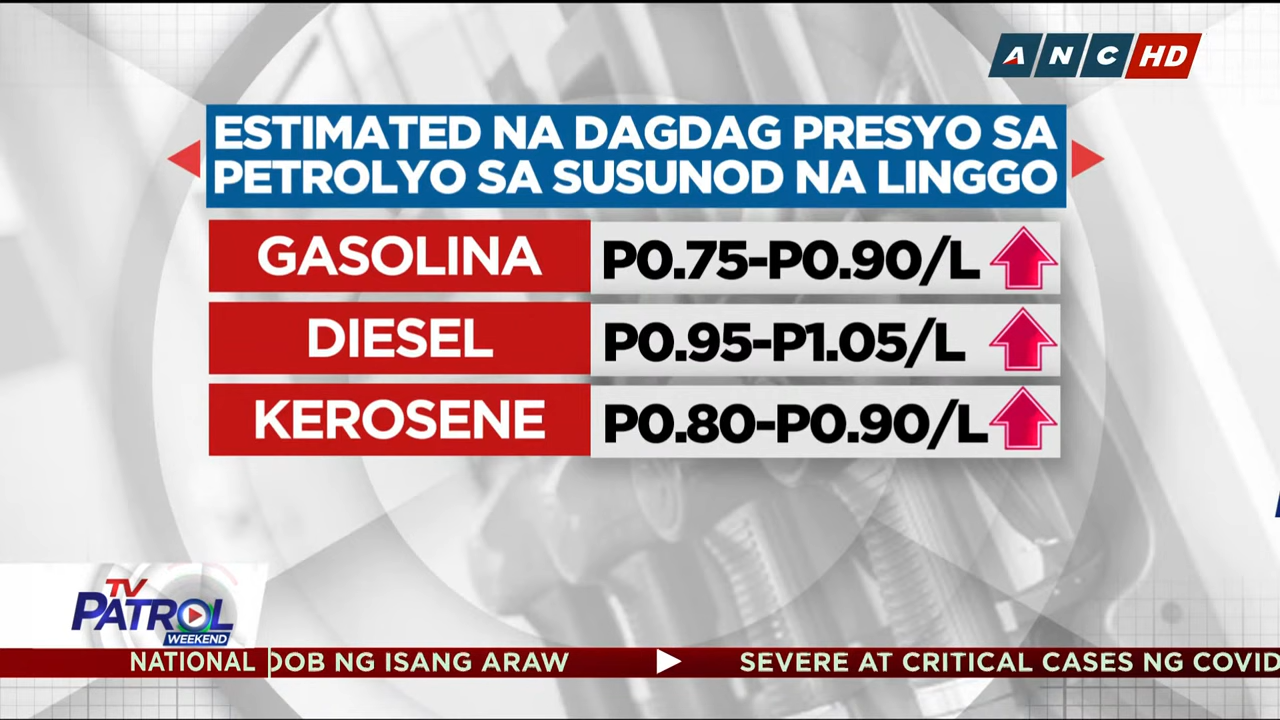 ANC HD
ESTIMATED NA DAGDAG PRESYO SA
PETROLYO SA SUSUNOD NA LINGGO
GASOLINA P0.75-P0.90/L
DIESEL P0.95-P1.05/L
KEROSENE P0.80-P0.90/L
TV
PATROL
WEEKEND
NATIONAL OOB NG ISANG ARAW SEVERE AT CRITICAL CASES NG COVID